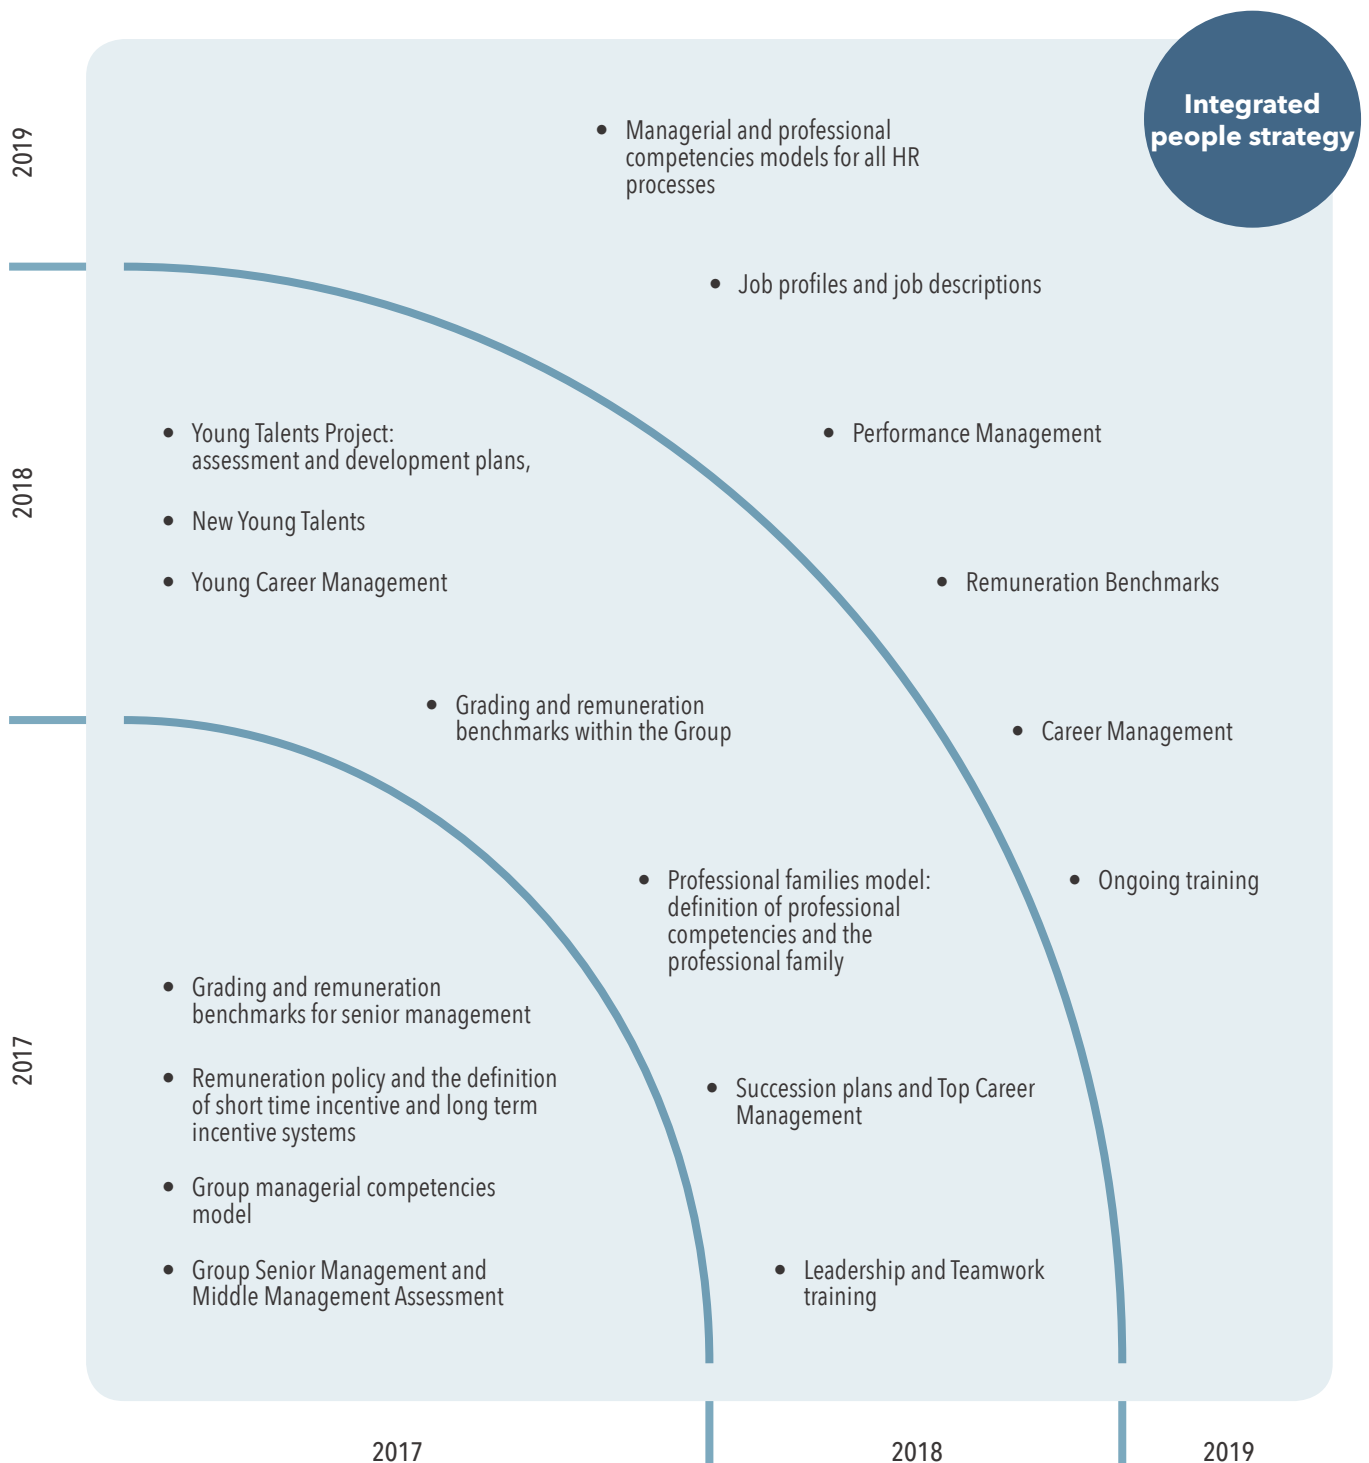 Integrated
people strategy
2019
• Managerial and professional
competencies models for all HR
processes
• Job profiles and job descriptions
• Performance Management
• Remuneration Benchmarks
• Career Management
• Ongoing training
2018
• Young Talents Project:
assessment and development plans,
• New Young Talents
• Young Career Management
• Grading and remuneration
benchmarks within the Group
• Professional families model:
definition of professional
competencies and the
professional family
• Succession plans and Top Career
Management
• Leadership and Teamwork
training
2017
• Grading and remuneration
benchmarks for senior management
• Remuneration policy and the definition
of short time incentive and long term
incentive systems
• Group managerial competencies
model
• Group Senior Management and
Middle Management Assessment
2017
2018
2019